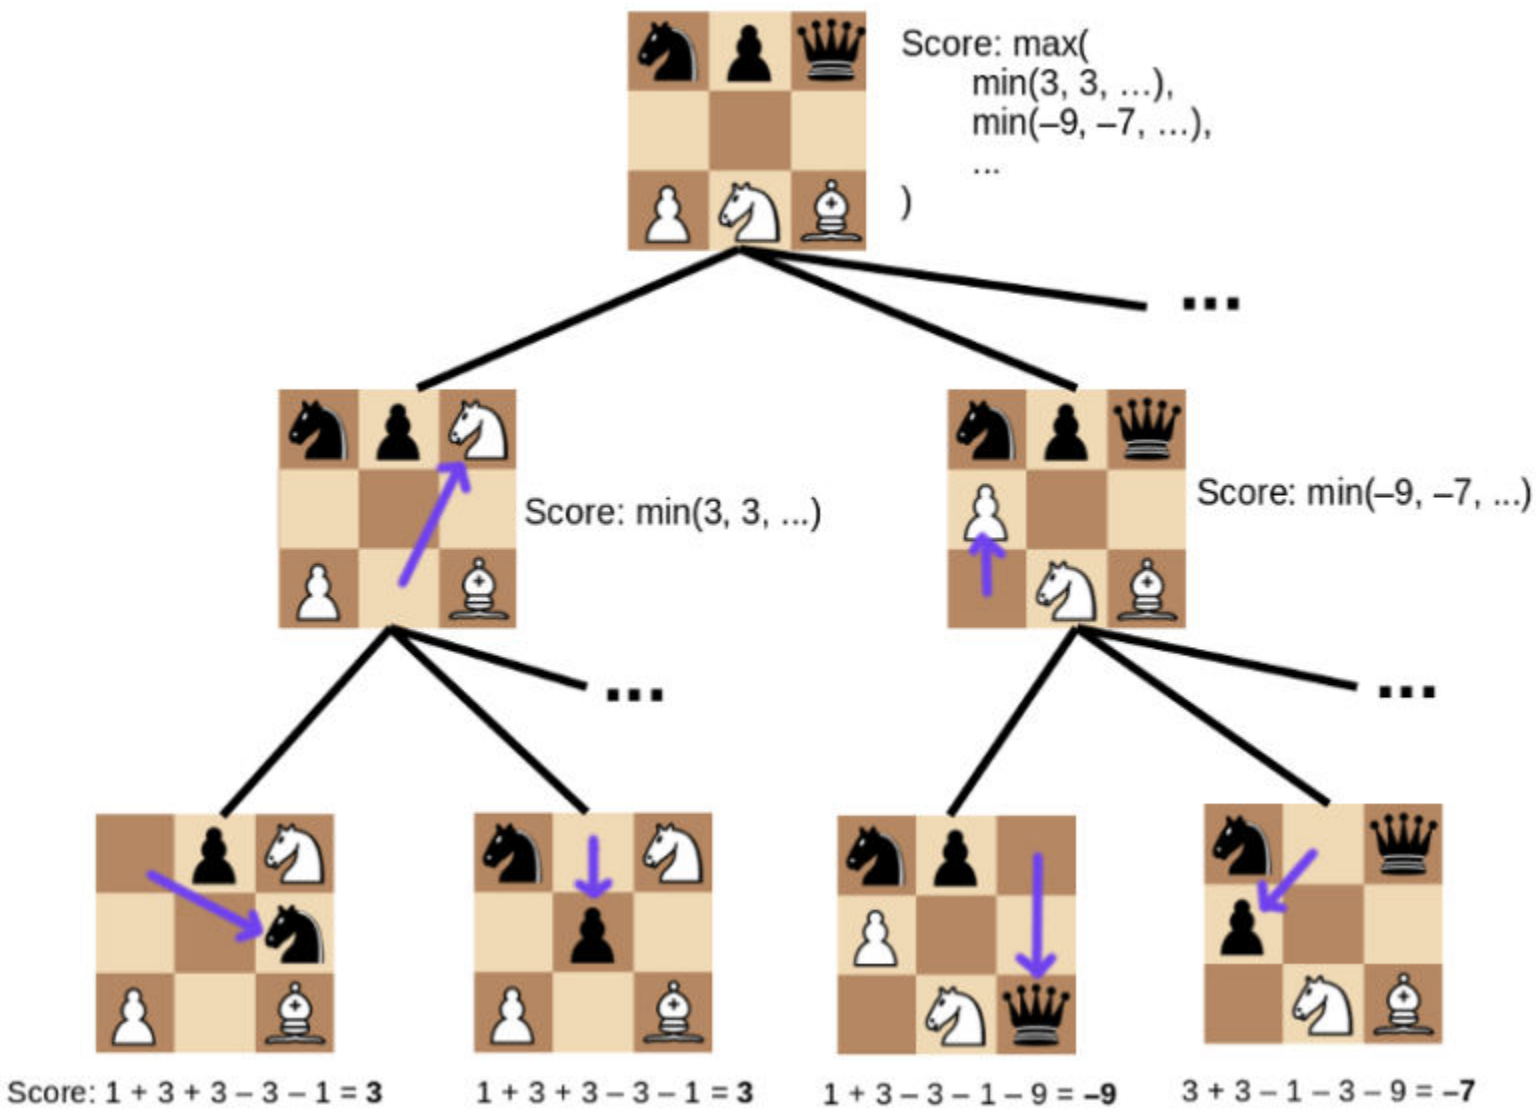 Score: max(
min(3, 3, ...),
min(–9, –7, ...),
...
)
...
Score: min(3, 3, ...)
Score: min(–9, –7, ...)
...
...
Score: 1 + 3 + 3 – 3 – 1 = 3
1 + 3 + 3 – 3 – 1 = 3
1 + 3 – 3 – 1 – 9 = –9
3 + 3 – 1 – 3 – 9 = –7